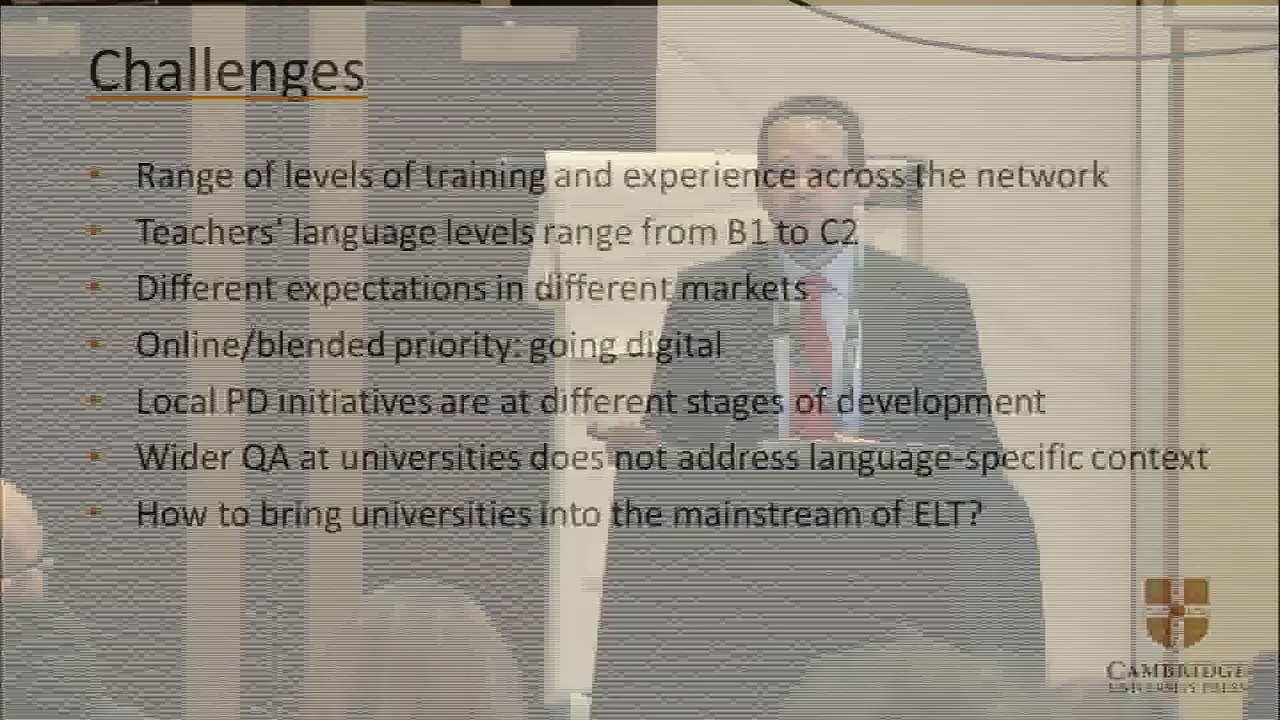 Challenges
Range of levels of training and experience across the network
Teachers' language levels range from B1 to C2
Different expectations in different markets
Online/blended priority: going digital
Local PD initiatives are at different stages of development
Wider QA at universities does not address language-specific context
How to bring universities into the mainstream of ELT?
CAMBRIDGE
UNIVERSITY PRESS